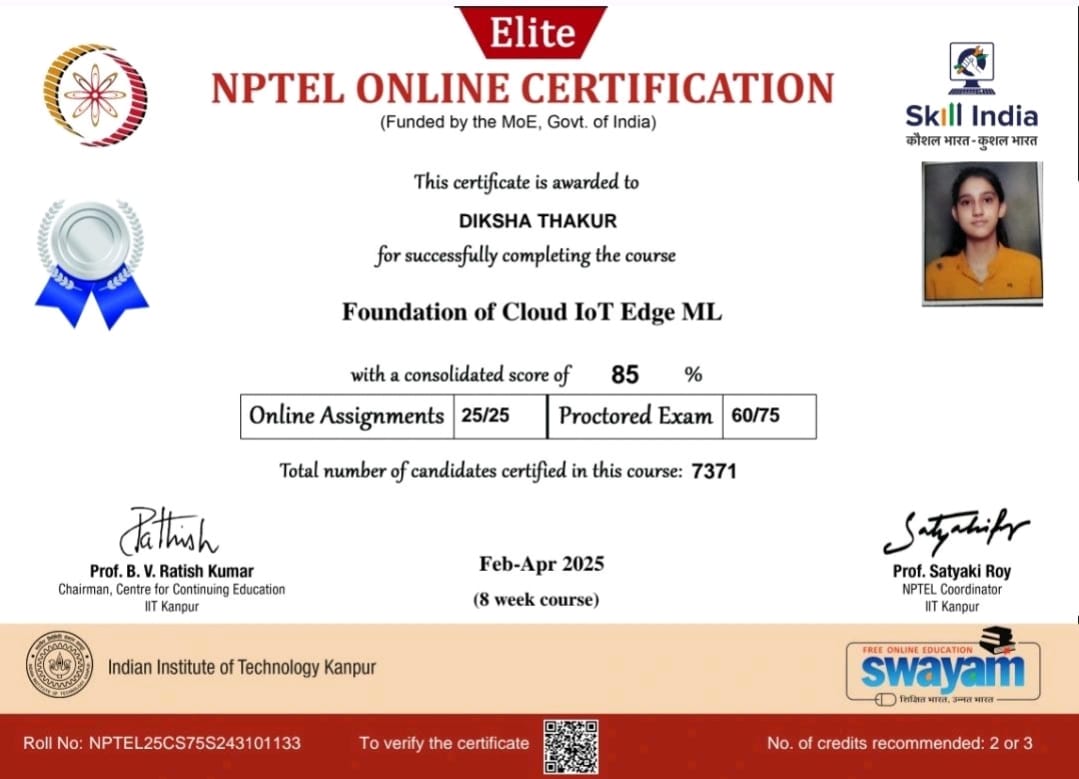 Elite
NPTEL ONLINE CERTIFICATION
(Funded by the MoE, Govt. of India)
Skill India
कौशल भारत - कुशल भारत
This certificate is awarded to
DIKSHA THAKUR
for successfully completing the course
Foundation of Cloud IoT Edge ML
with a consolidated score of 85 %
Online Assignments 25/25 Proctored Exam 60/75
Total number of candidates certified in this course: 7371
Prof. B. V. Ratish Kumar
Chairman, Centre for Continuing Education
IIT Kanpur
Feb-Apr 2025
(8 week course)
Prof. Satyaki Roy
NPTEL Coordinator
IIT Kanpur
Indian Institute of Technology Kanpur
FREE ONLINE EDUCATION
swayam
शिक्षित भारत, उन्नत भारत
Roll No: NPTEL25CS75S243101133
To verify the certificate
No. of credits recommended: 2 or 3